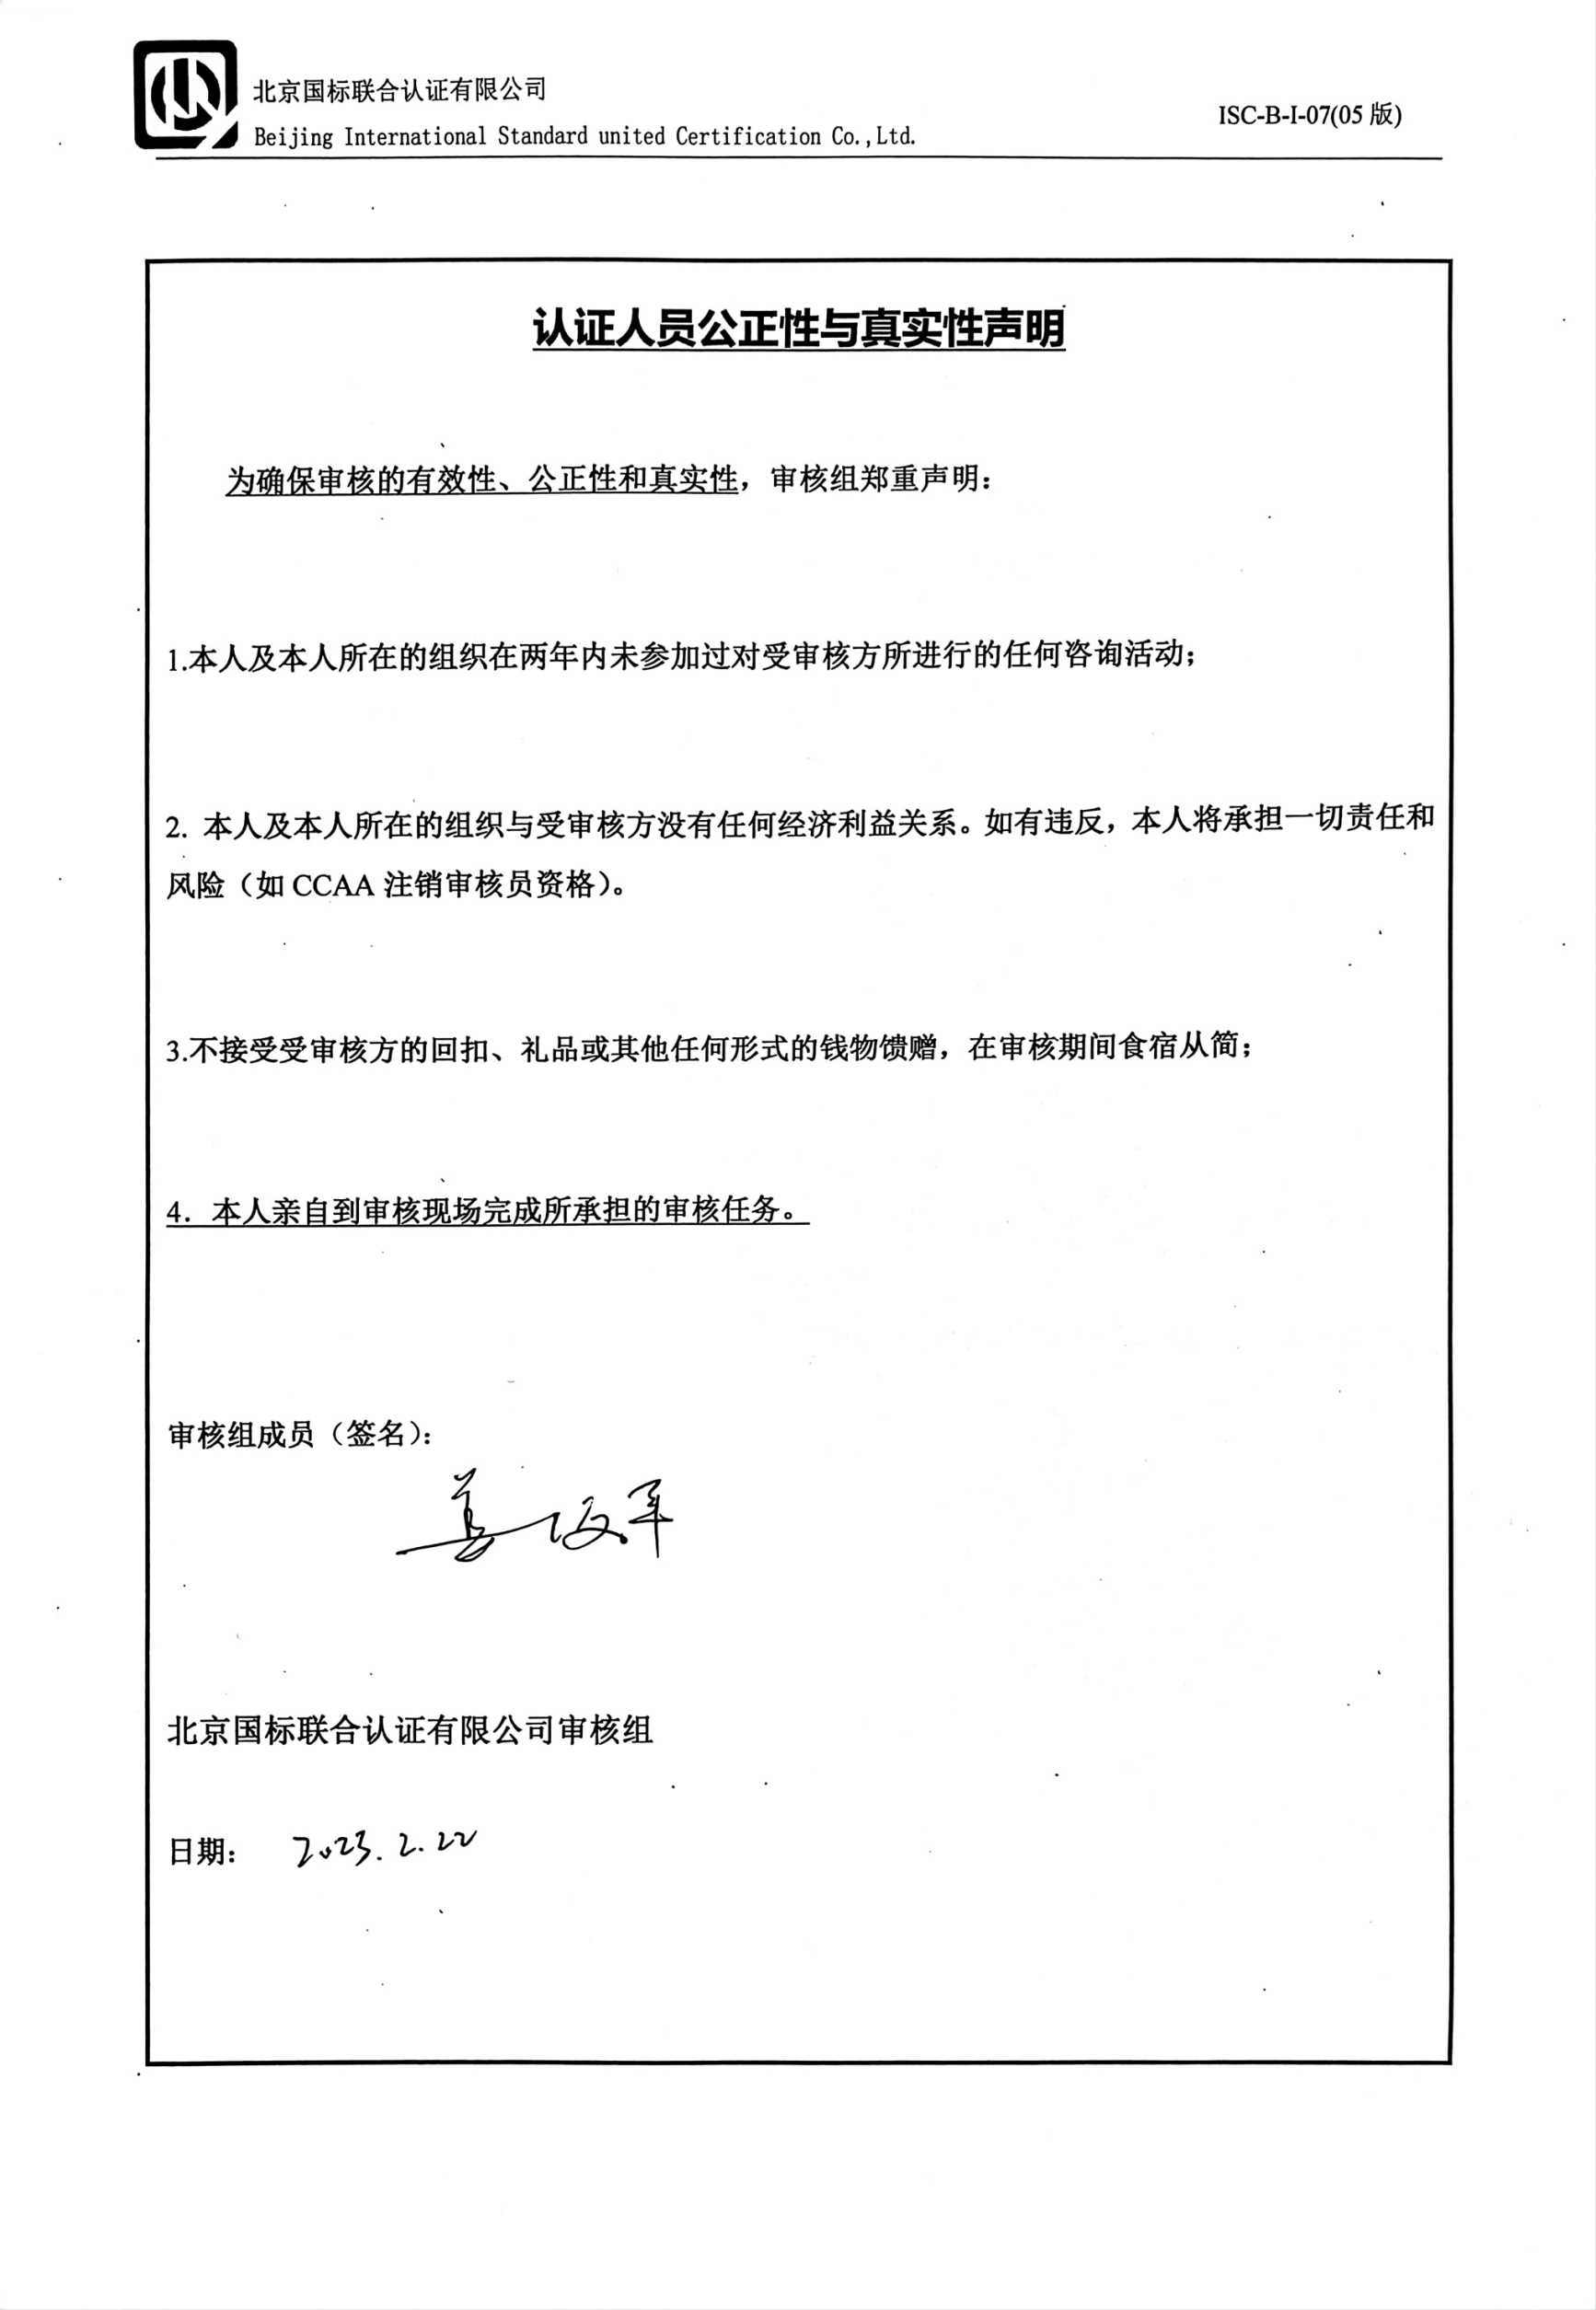 北京国标联合认证有限公司
Beijing International Standard united Certification Co.,Ltd.
ISC-B-I-07(05 版)
认证人员公正性与真实性声明
为确保审核的有效性、公正性和真实性，审核组郑重声明：
1.本人及本人所在的组织在两年内未参加过对受审核方所进行的任何咨询活动；
2. 本人及本人所在的组织与受审核方没有任何经济利益关系。如有违反，本人将承担一切责任和
风险（如 CCAA 注销审核员资格）。
3.不接受受审核方的回扣、礼品或其他任何形式的钱物馈赠，在审核期间食宿从简；
4. 本人亲自到审核现场完成所承担的审核任务。
审核组成员（签名）：
北京国标联合认证有限公司审核组
日期： 2023.2.22